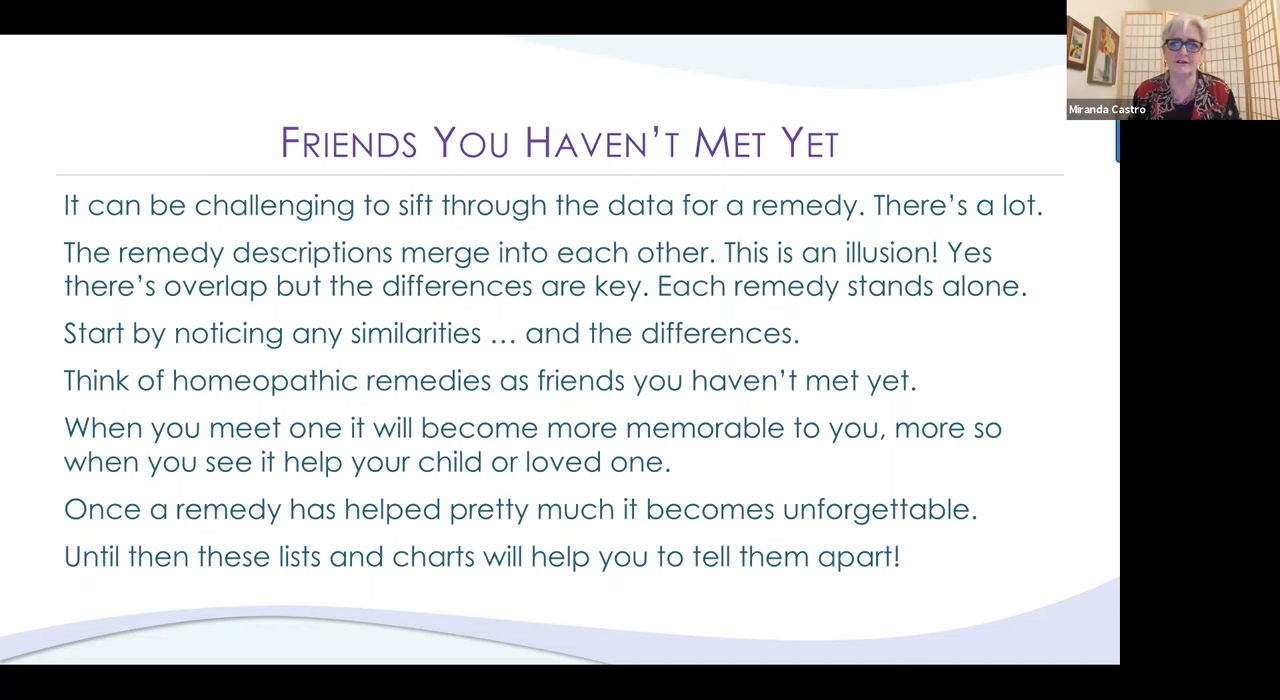 Miranda Castro
FRIENDS YOU HAVEN’T MET YET
It can be challenging to sift through the data for a remedy. There’s a lot.
The remedy descriptions merge into each other. This is an illusion! Yes
there’s overlap but the differences are key. Each remedy stands alone.
Start by noticing any similarities … and the differences.
Think of homeopathic remedies as friends you haven’t met yet.
When you meet one it will become more memorable to you, more so
when you see it help your child or loved one.
Once a remedy has helped pretty much it becomes unforgettable.
Until then these lists and charts will help you to tell them apart!